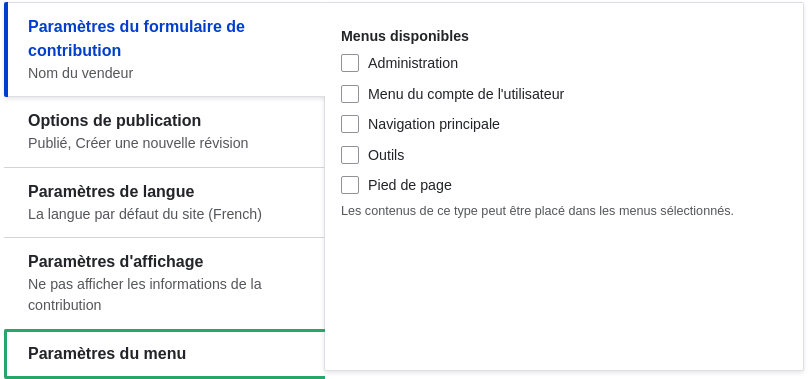 Paramètres du formulaire de
contribution
Nom du vendeur
Options de publication
Publié, Créer une nouvelle révision
Paramètres de langue
La langue par défaut du site (French)
Paramètres d'affichage
Ne pas afficher les informations de la
contribution
Paramètres du menu
Menus disponibles
Administration
Menu du compte de l'utilisateur
Navigation principale
Outils
Pied de page
Les contenus de ce type peut être placé dans les menus sélectionnés.